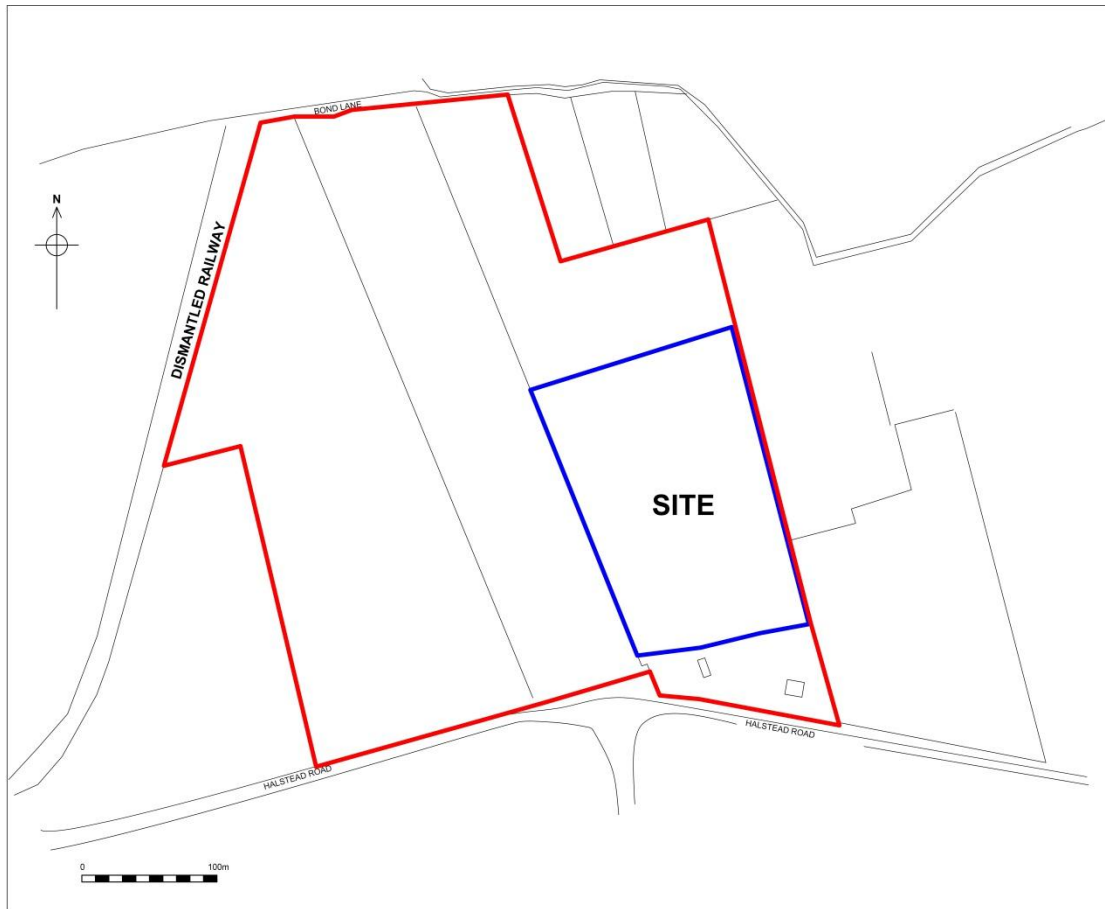 BOND LANE
N
DISMANTLED RAILWAY
SITE
HALSTEAD ROAD
HALSTEAD ROAD
0 100m